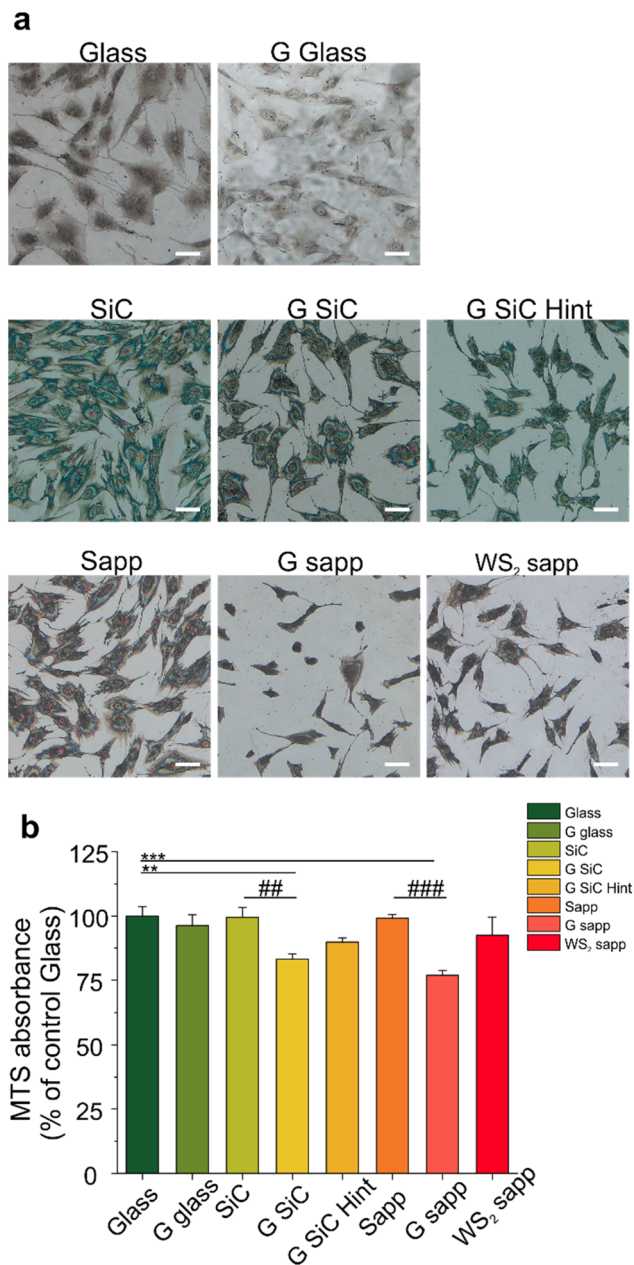 a
Glass G Glass
SiC G SiC G SiC Hint
Sapp G sapp WS₂ sapp
b
Glass
G glass
SiC
G SiC
G SiC Hint
Sapp
G sapp
WS₂ sapp
MTS absorbance
(% of control Glass)
125
100
75
50
25
0
***
**
## ###
Glass G glass SiC G SiC G SiC Hint Sapp G sapp WS₂ sapp